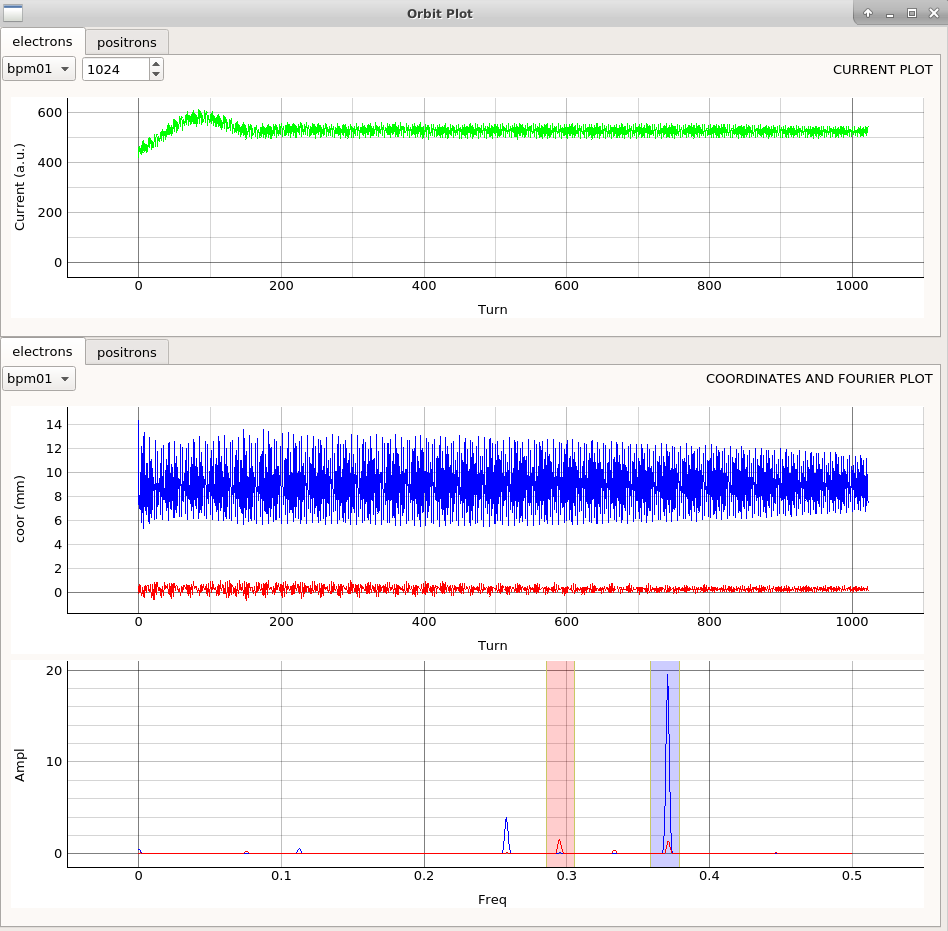 Orbit Plot
electrons positrons
bpm01 1024 CURRENT PLOT
600
400
200
0
Current (a.u.)
0 200 400 600 800 1000
Turn
electrons positrons
bpm01 COORDINATES AND FOURIER PLOT
14
12
10
8
6
4
2
0
coor (mm)
0 200 400 600 800 1000
Turn
20
10
0
Ampl
0 0.1 0.2 0.3 0.4 0.5
Freq